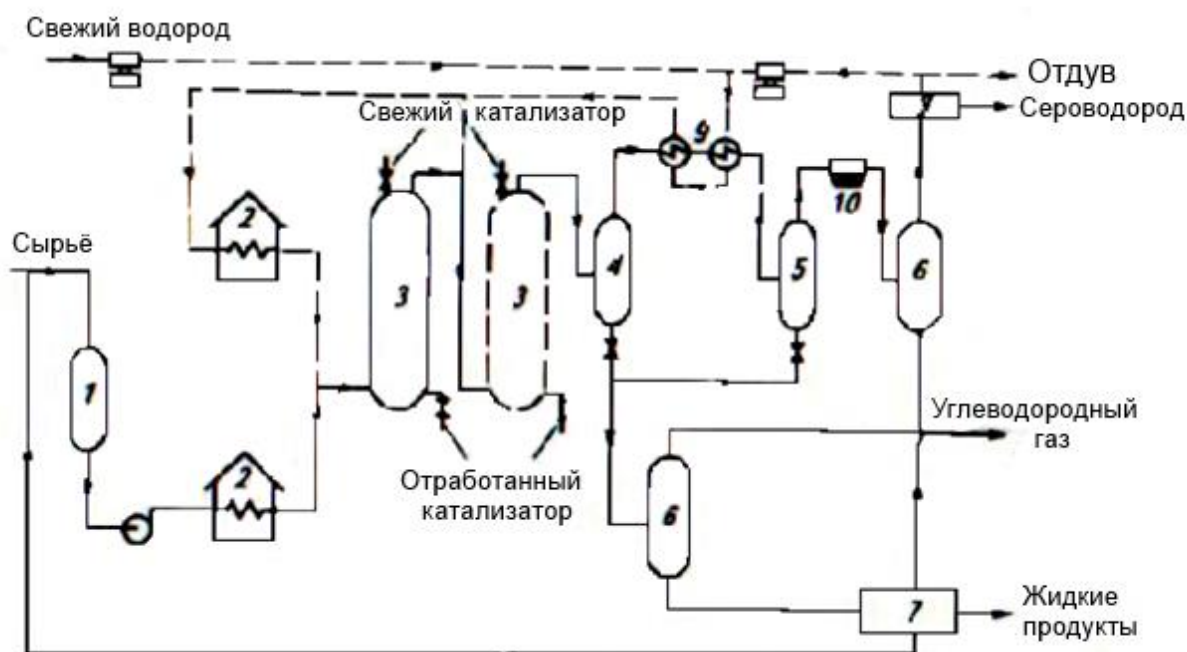 Свежий водород
Отдув
Сероводород
Свежий катализатор
9
10
2
Сырьё
3
3
4
5
6
1
Углеводородный
газ
2
Отработанный
катализатор
6
7
Жидкие
продукты